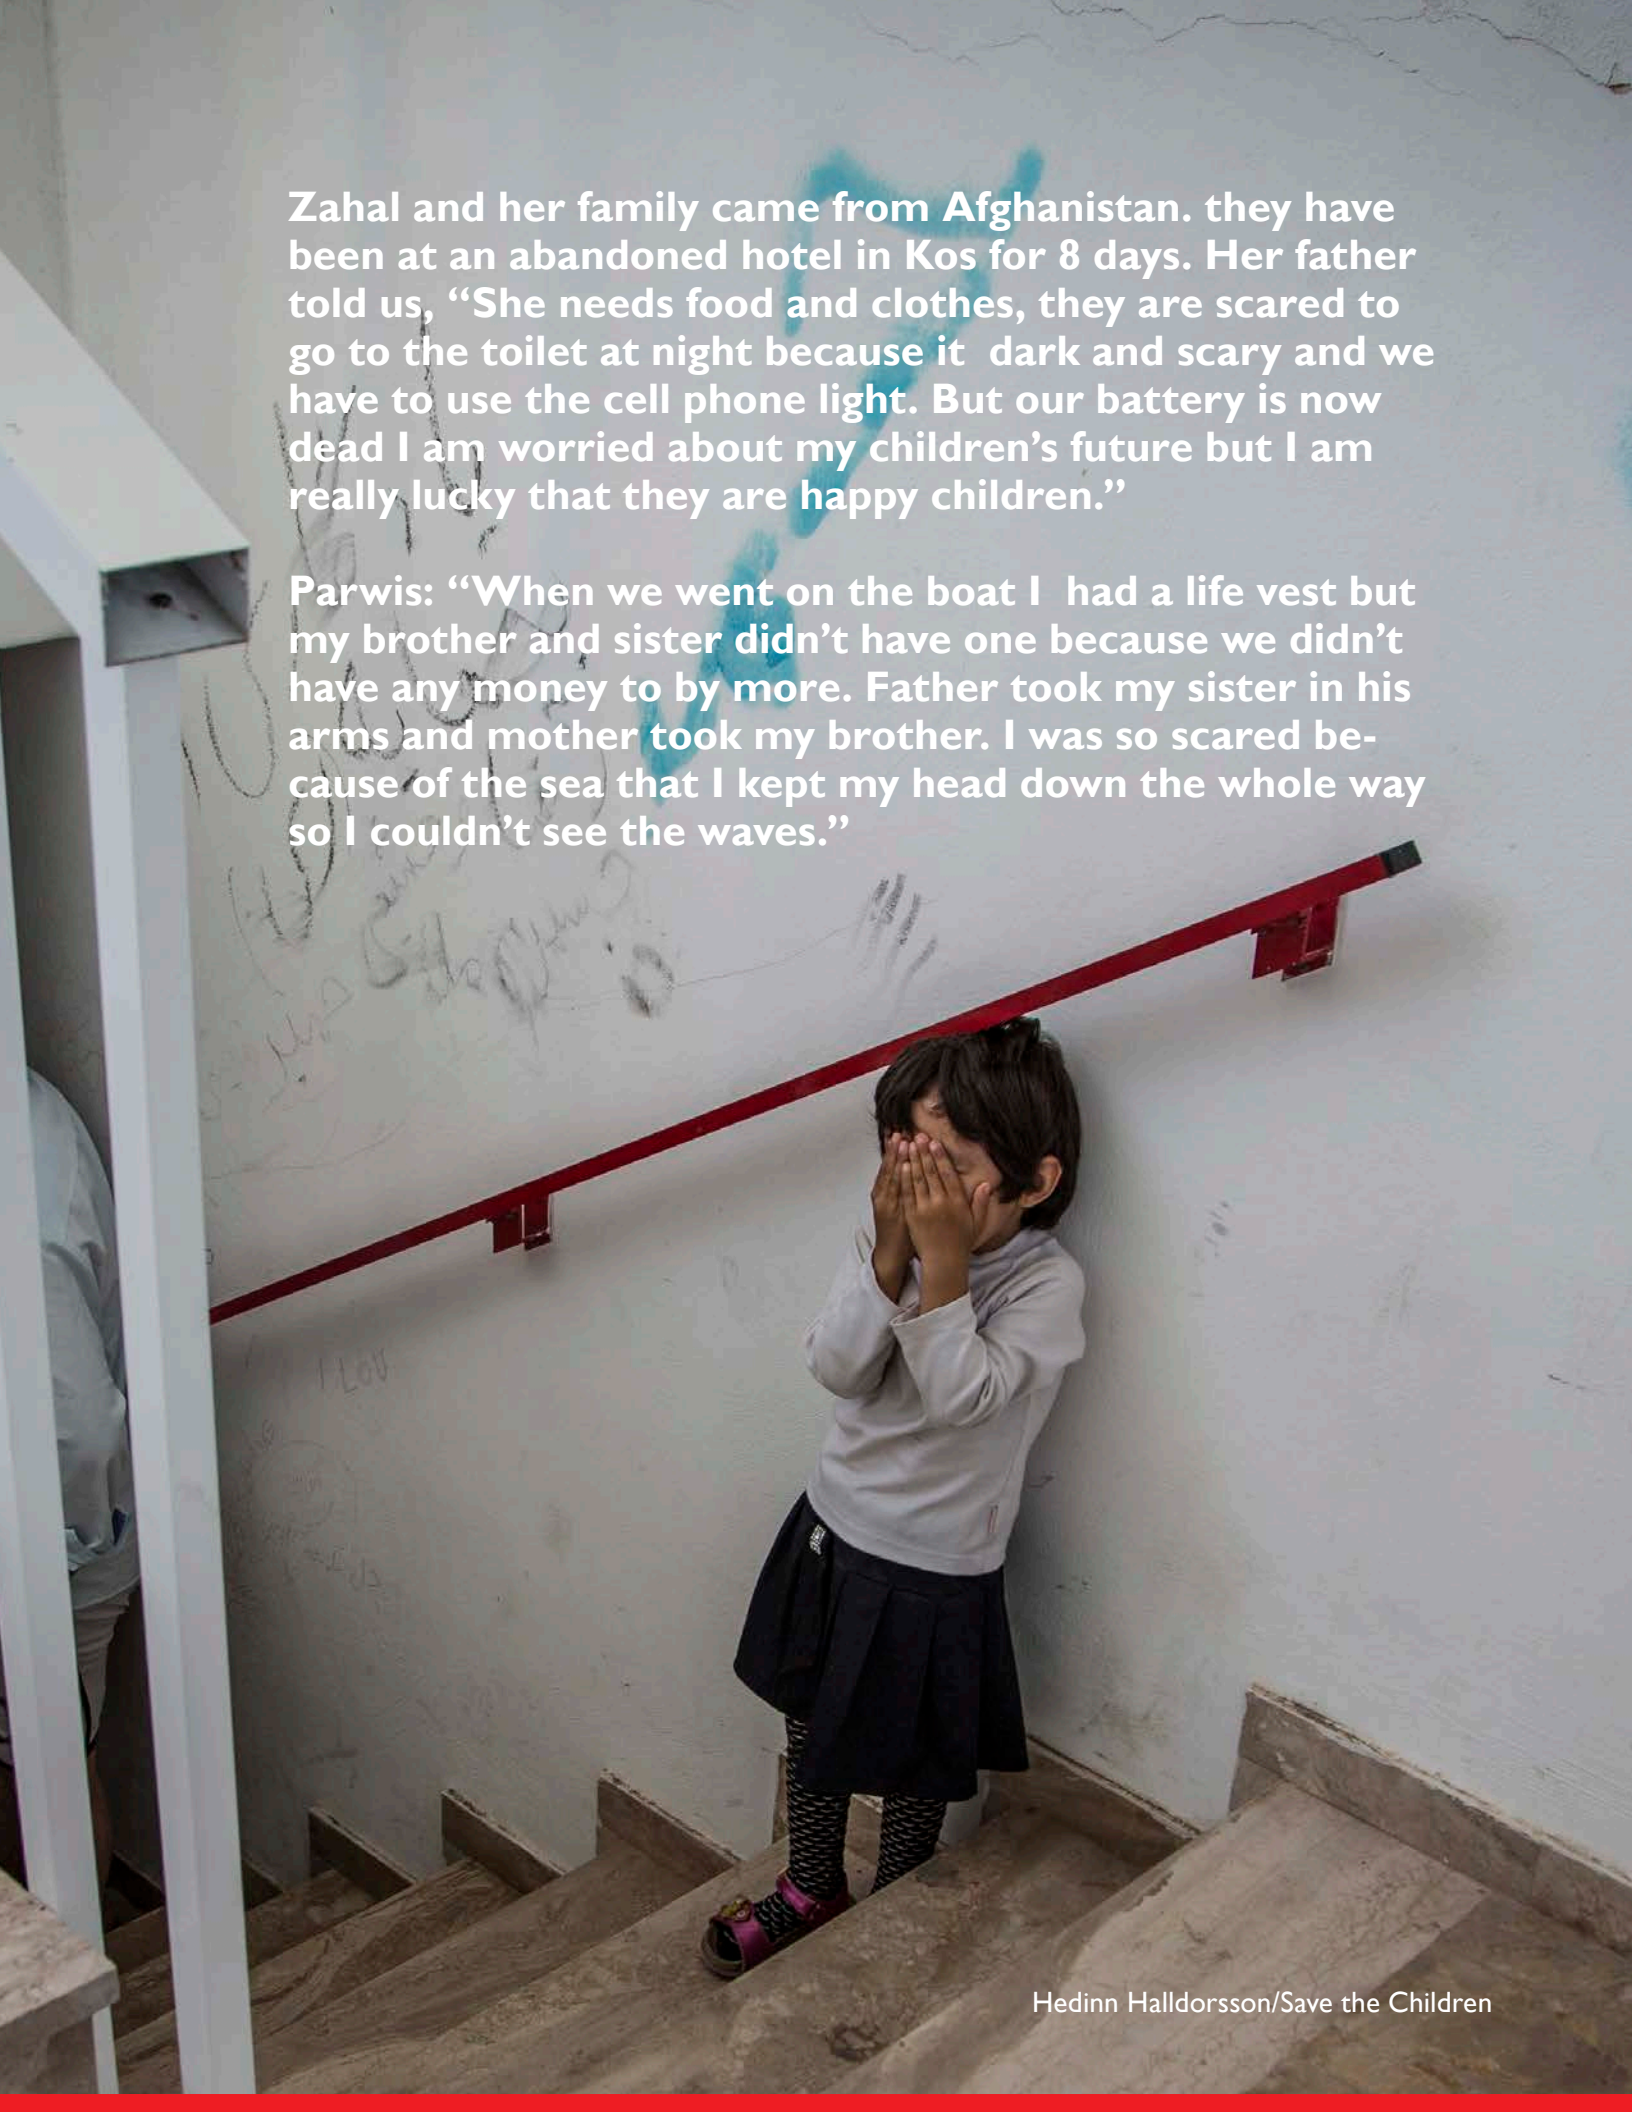 Zahal and her family came from Afghanistan. they have
been at an abandoned hotel in Kos for 8 days. Her father
told us, “She needs food and clothes, they are scared to
go to the toilet at night because it  dark and scary and we
have to use the cell phone light. But our battery is now
dead I am worried about my children’s future but I am
really lucky that they are happy children.”
Parwis: “When we went on the boat I  had a life vest but
my brother and sister didn’t have one because we didn’t
have any money to by more. Father took my sister in his
arms and mother took my brother. I was so scared be-
cause of the sea that I kept my head down the whole way
so I couldn’t see the waves.”
I LOV
Hedinn Halldorsson/Save the Children